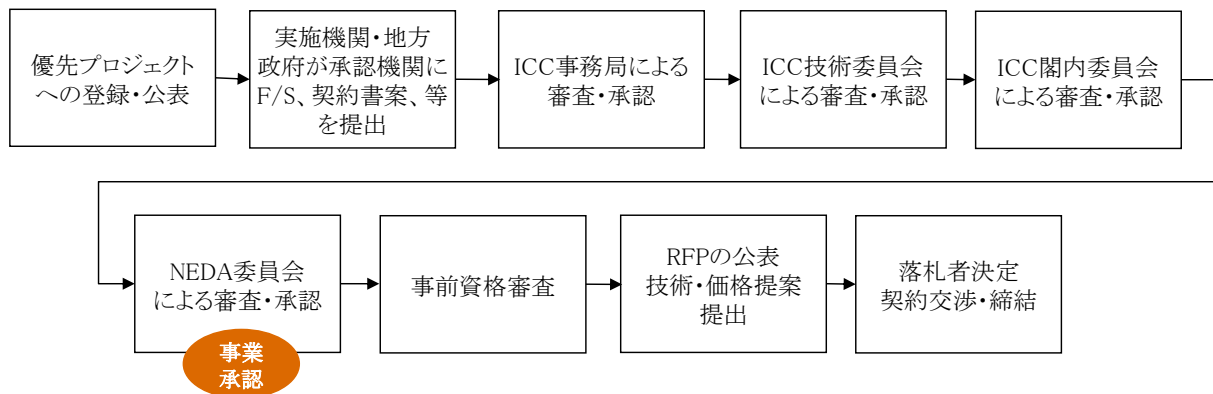 優先プロジェクト
への登録・公表
実施機関・地方
政府が承認機関に
F/S、契約書案、等
を提出
ICC事務局による
審査・承認
ICC技術委員会
による審査・承認
ICC閣内委員会
による審査・承認
NEDA委員会
による審査・承認
事業
承認
事前資格審査
RFPの公表
技術・価格提案
提出
落札者決定
契約交渉・締結